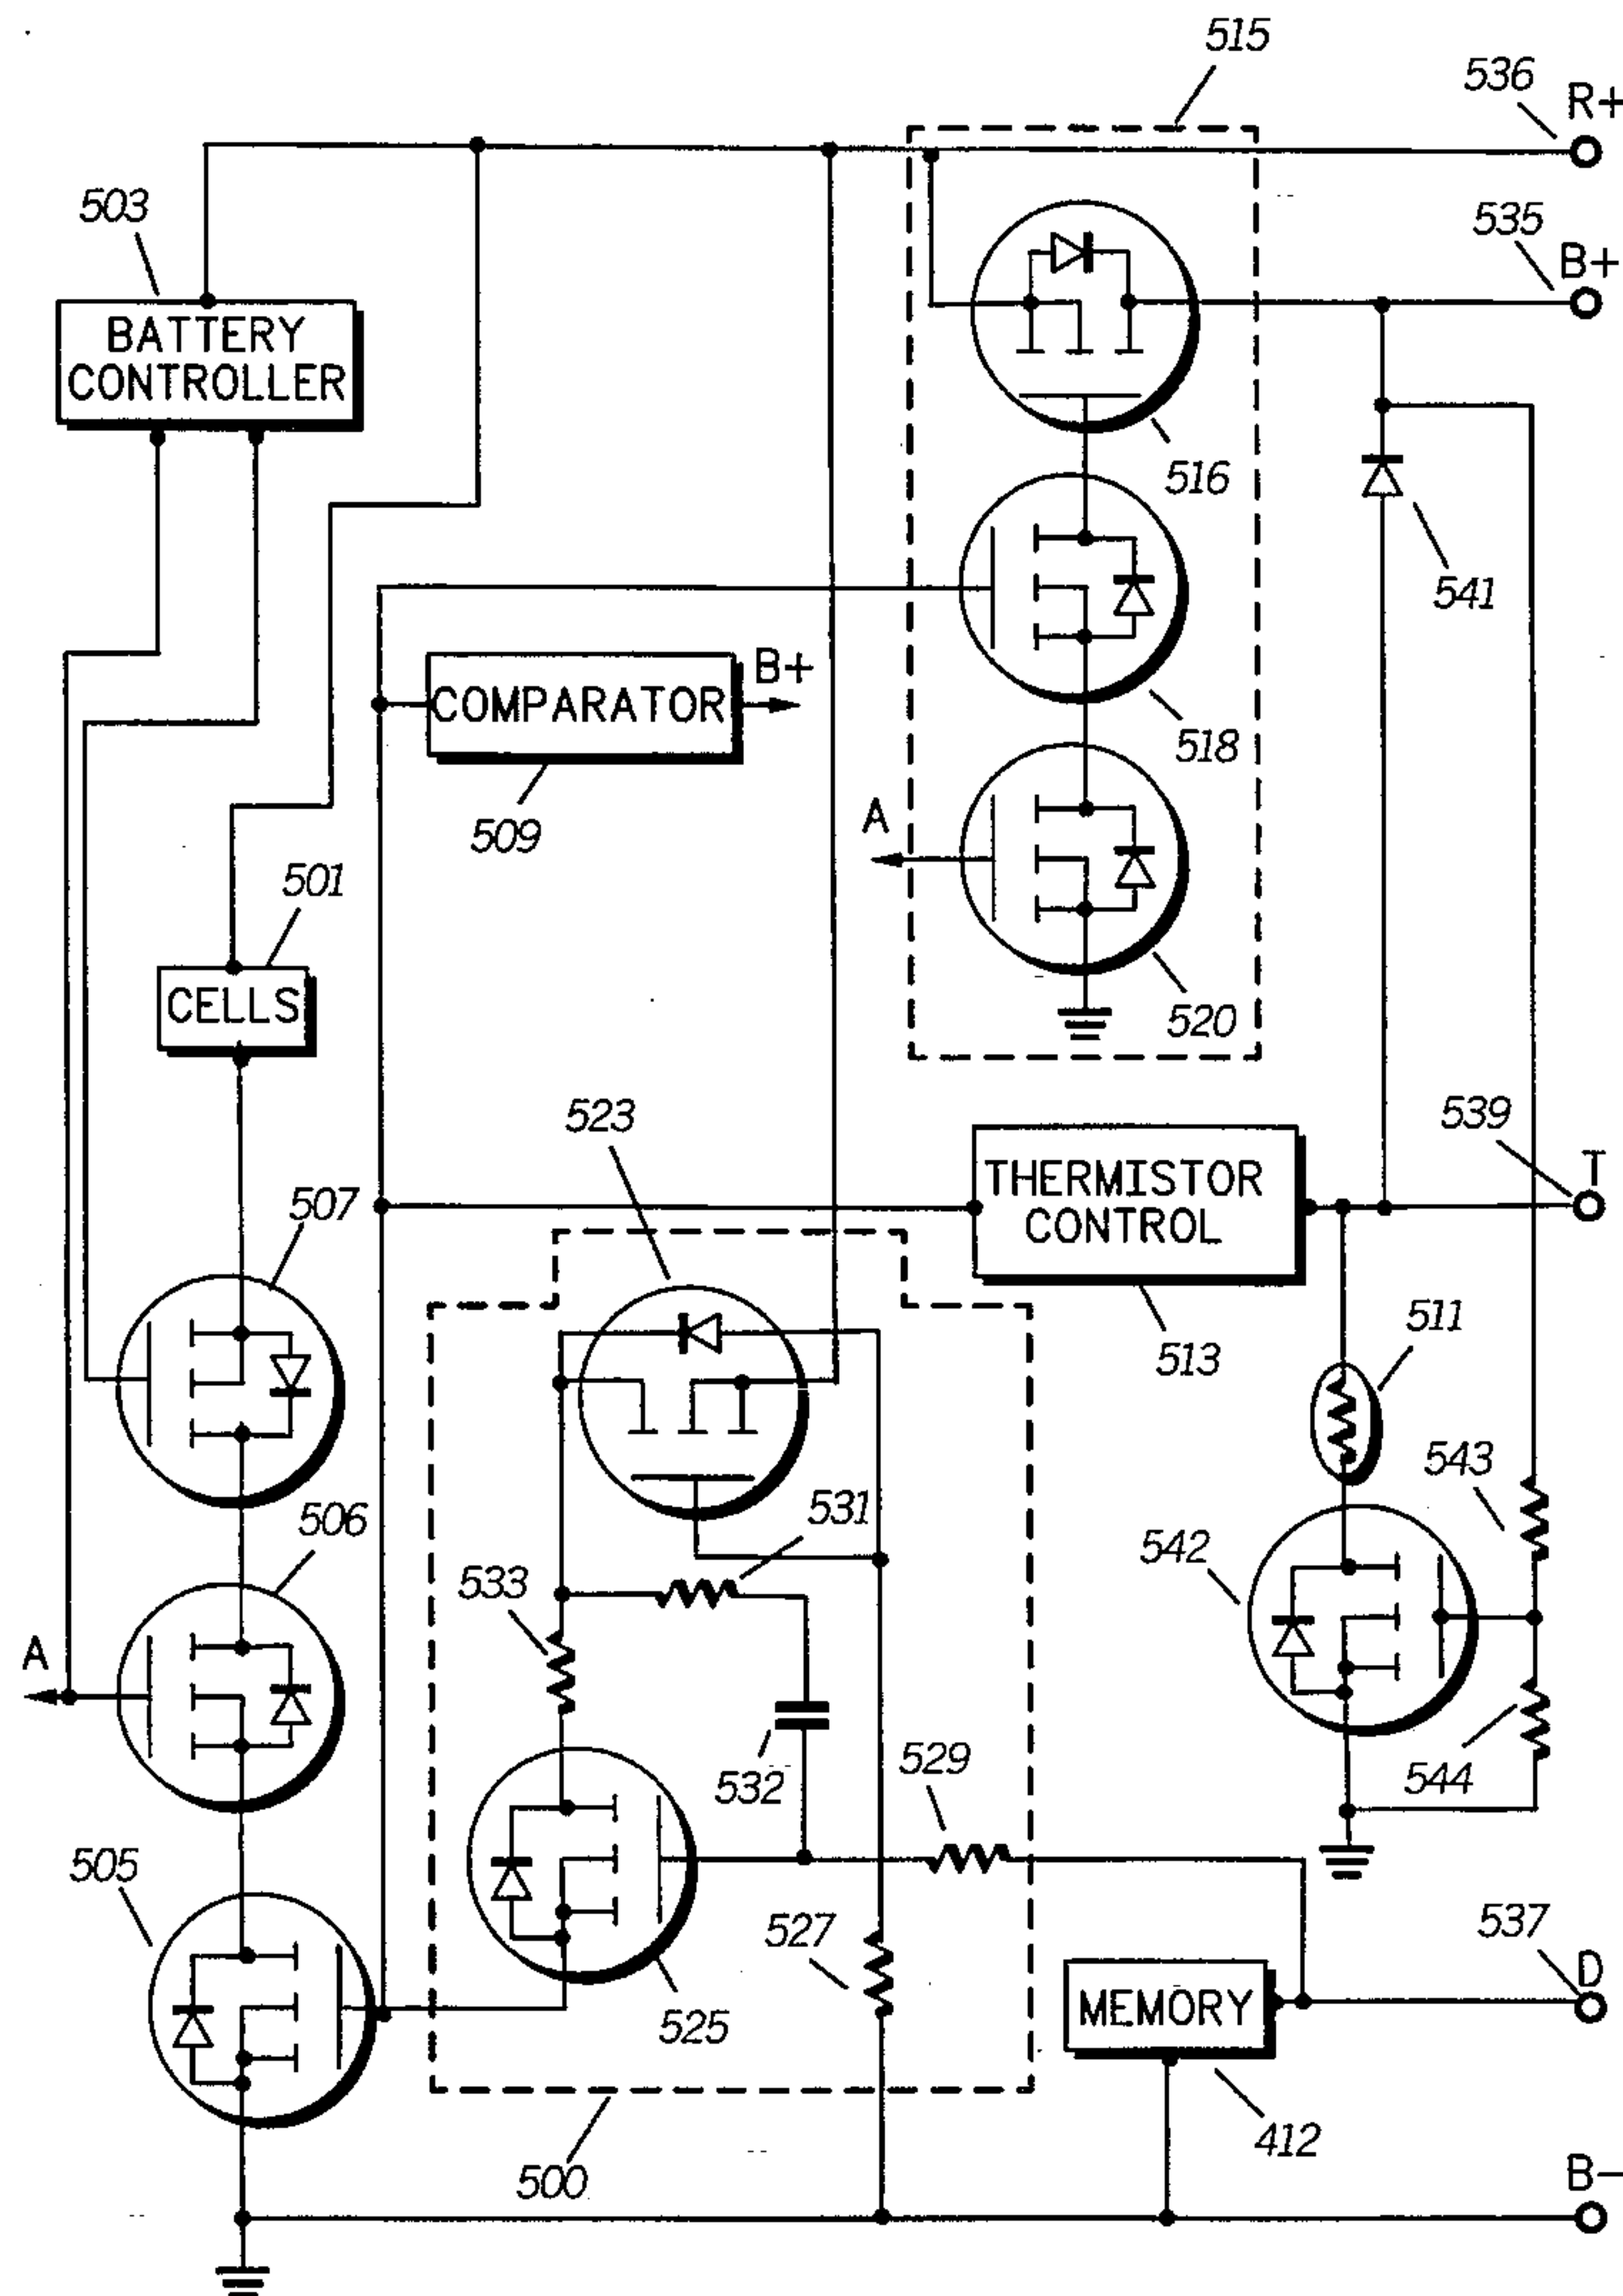 515
536
R+
503
535
B+
BATTERY
CONTROLLER
516
541
B+
COMPARATOR
518
509
A
501
CELLS
520
523
539
T
THERMISTOR
CONTROL
507
511
513
543
506
531
542
533
A
532
529
544
505
527
537
D
525
MEMORY
412
500
B-